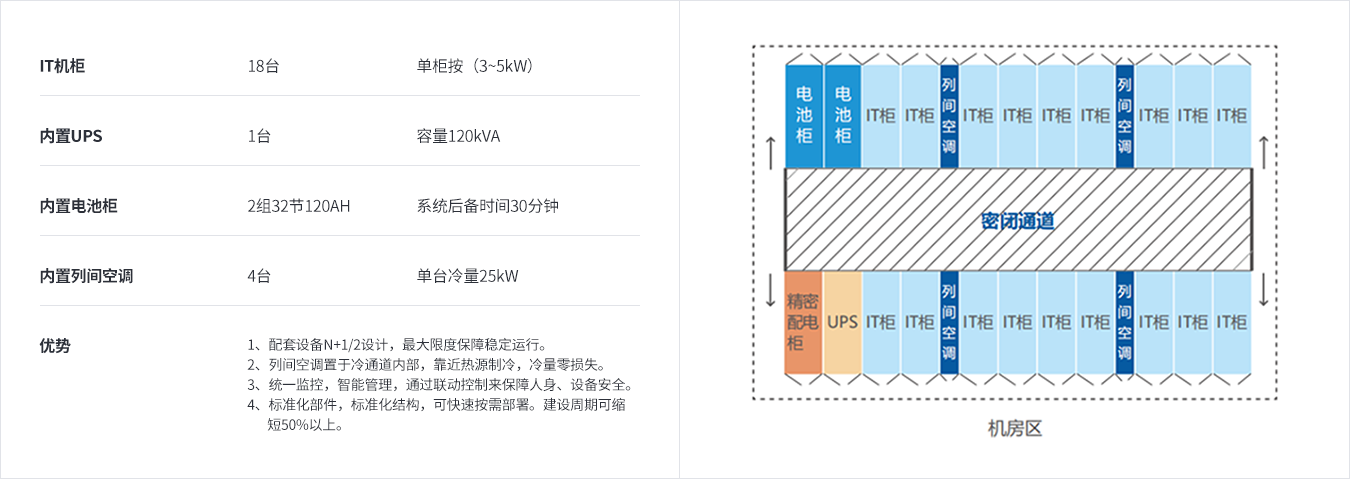 IT机柜 18台 单柜按（3~5kW）
内置UPS 1台 容量120kVA
内置电池柜 2组32节120AH 系统后备时间30分钟
内置列间空调 4台 单台冷量25kW
优势
1、配套设备N+1/2设计，最大限度保障稳定运行。
2、列间空调置于冷通道内部，靠近热源制冷，冷量零损失。
3、统一监控，智能管理，通过联动控制来保障人身、设备安全。
4、标准化部件，标准化结构，可快速按需部署。建设周期可缩
短50%以上。
电池柜 电池柜 IT柜 IT柜 列间空调 IT柜 IT柜 IT柜 IT柜 列间空调 IT柜 IT柜 IT柜
密闭通道
精密配电柜 UPS IT柜 IT柜 列间空调 IT柜 IT柜 IT柜 IT柜 列间空调 IT柜 IT柜 IT柜
机房区